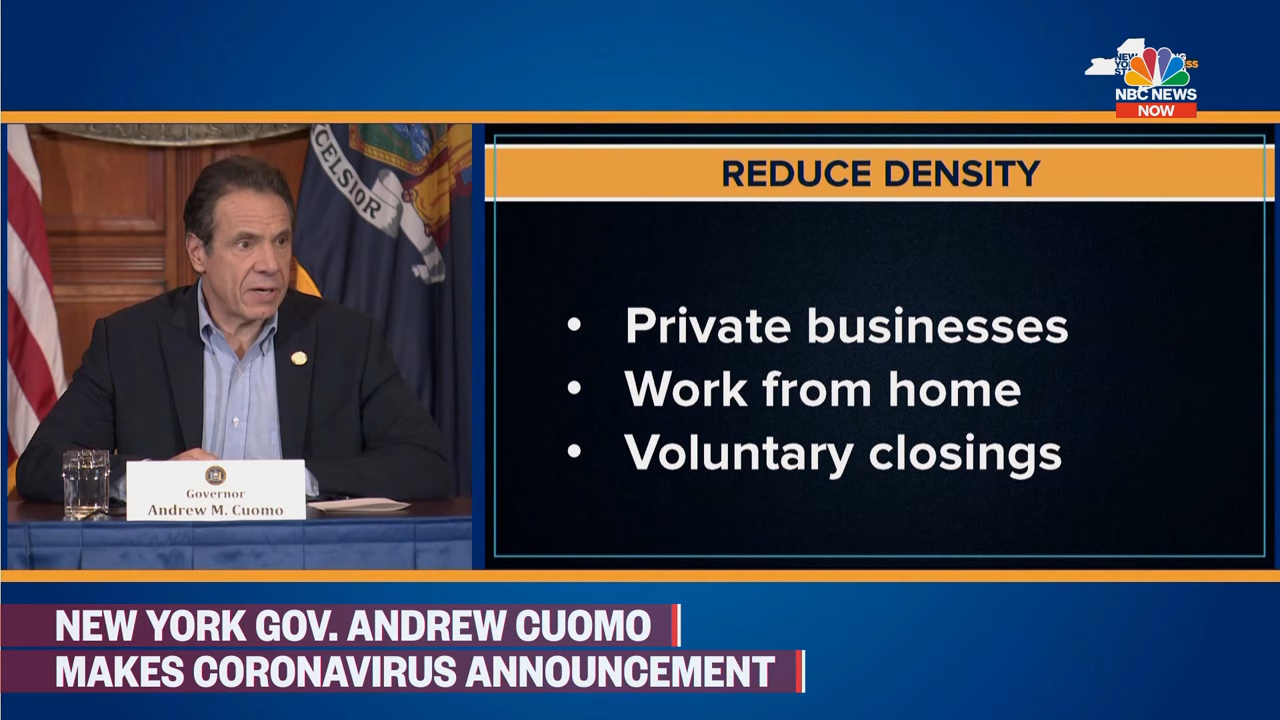 NBC NEWS
NOW
EXCELSIOR
REDUCE DENSITY
• Private businesses
• Work from home
• Voluntary closings
Governor
Andrew M. Cuomo
NEW YORK GOV. ANDREW CUOMO
MAKES CORONAVIRUS ANNOUNCEMENT